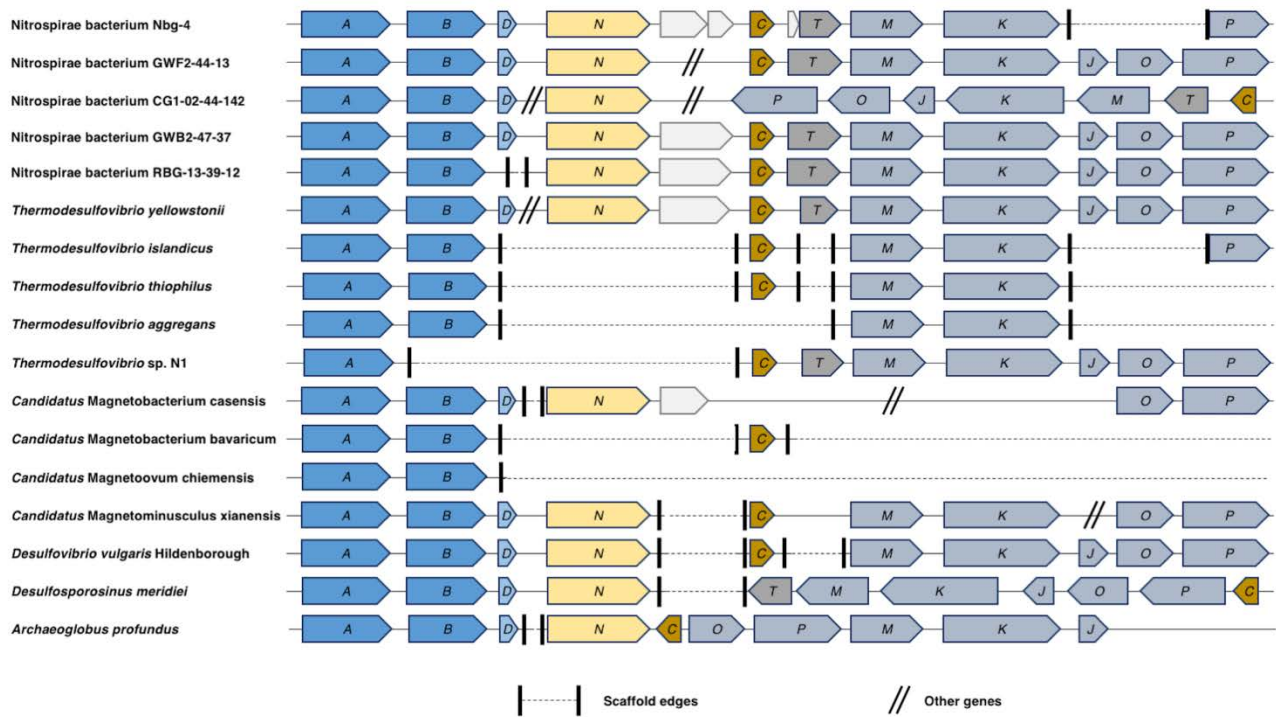 Nitrospirae bacterium Nbg-4 A B D N C T M K P
Nitrospirae bacterium GWF2-44-13 A B D N C T M K J O P
Nitrospirae bacterium CG1-02-44-142 A B D N P O J K M T C
Nitrospirae bacterium GWB2-47-37 A B D N C T M K J O P
Nitrospirae bacterium RBG-13-39-12 A B N C T M K J O P
Thermodesulfovibrio yellowstonii A B D N C T M K J O P
Thermodesulfovibrio islandicus A B C M K P
Thermodesulfovibrio thiophilus A B C M K
Thermodesulfovibrio aggregans A B M K
Thermodesulfovibrio sp. N1 A C T M K J O P
Candidatus Magnetobacterium casensis A B D N O P
Candidatus Magnetobacterium bavaricum A B C
Candidatus Magnetoovum chiemensis A B
Candidatus Magnetominusculus xianensis A B D N C M K O P
Desulfovibrio vulgaris Hildenborough A B D N C M K J O P
Desulfosporosinus meridiei A B D N T M K J O P C
Archaeoglobus profundus A B D N C O P M K J
Scaffold edges // Other genes